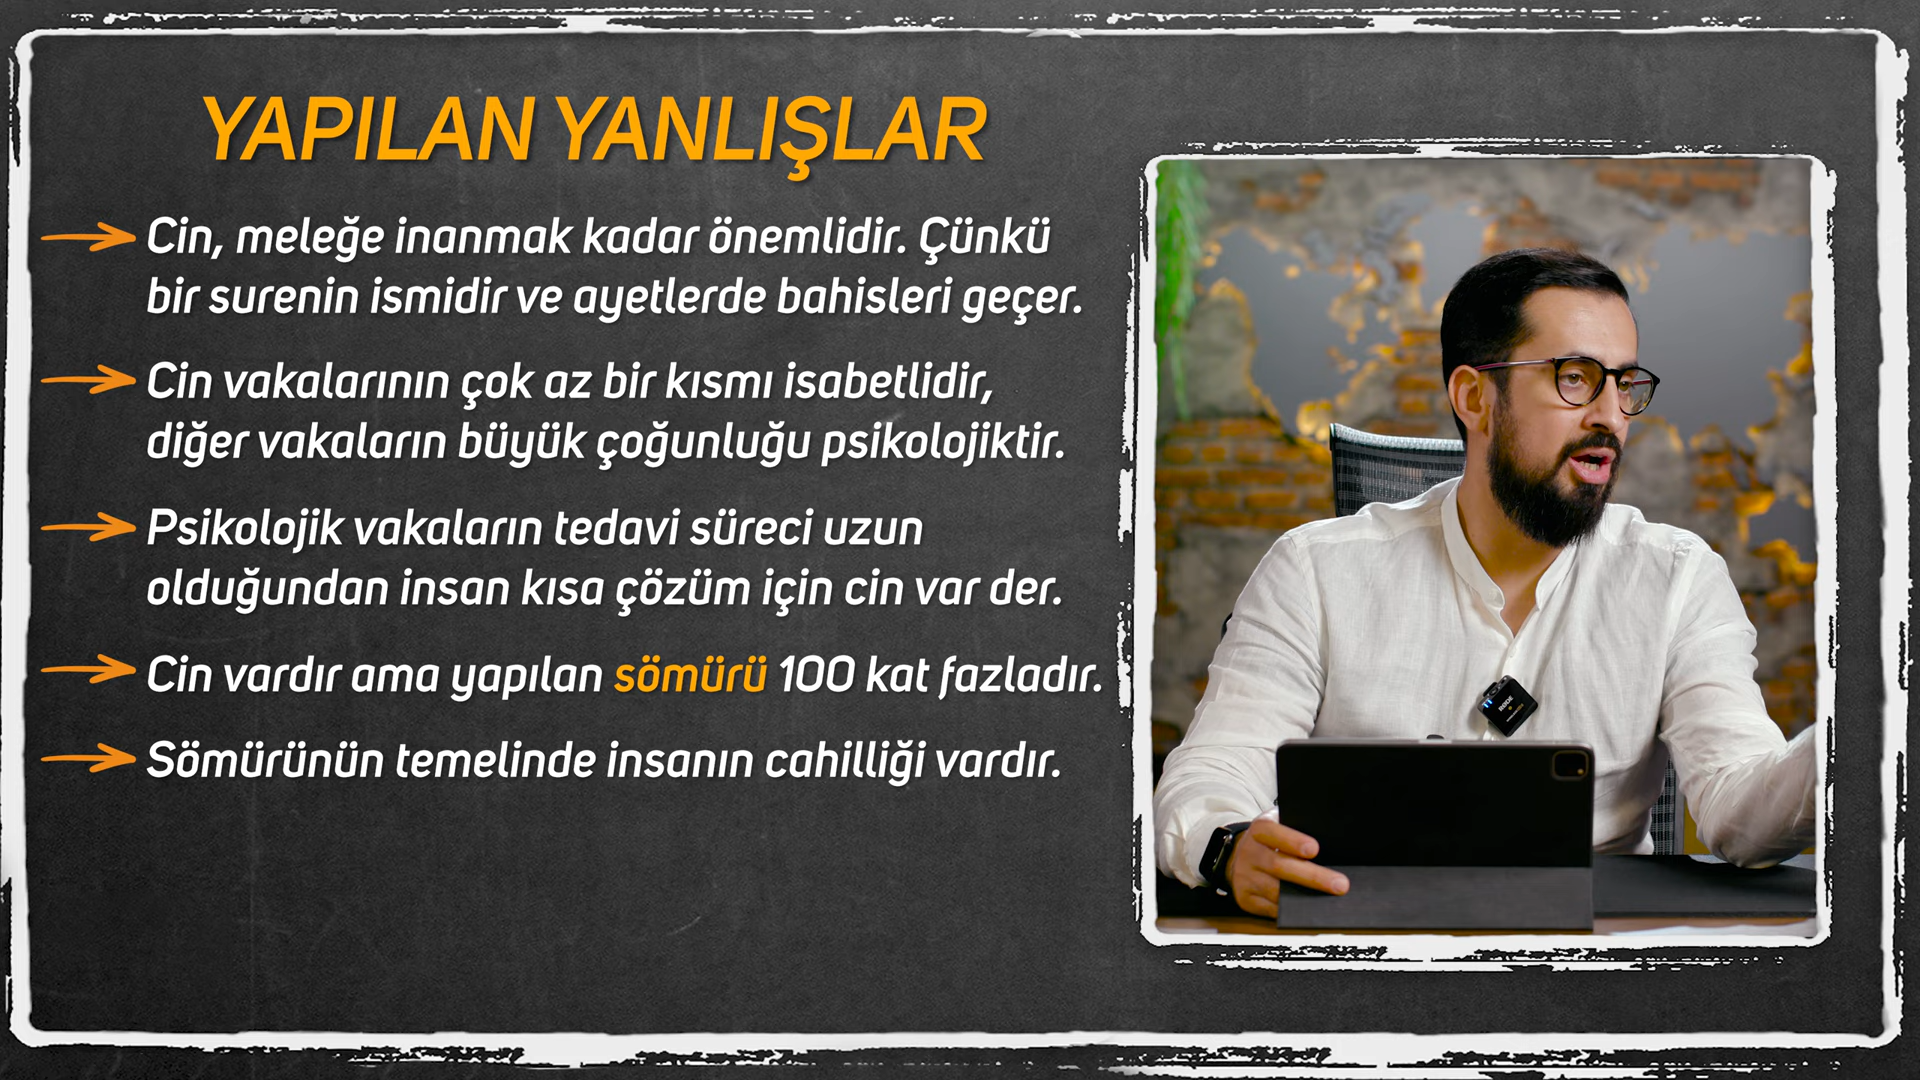 YAPILAN YANLIŞLAR
Cin, meleğe inanmak kadar önemlidir. Çünkü
bir surenin ismidir ve ayetlerde bahisleri geçer.
Cin vakalarının çok az bir kısmı isabetlidir,
diğer vakaların büyük çoğunluğu psikolojiktir.
Psikolojik vakaların tedavi süreci uzun
olduğundan insan kısa çözüm için cin var der.
Cin vardır ama yapılan sömürü 100 kat fazladır.
Sömürünün temelinde insanın cahilliği vardır.
RØDE